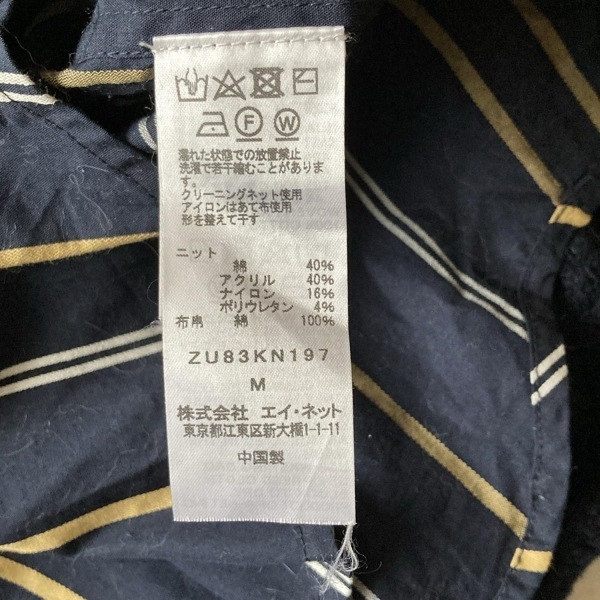 F W
濡れた状態での放置禁止
洗濯で若干縮むことがありま
す。
クリーニングネット使用
アイロンはあて布使用
形を整えて干す
ニット
綿 40%
アクリル 40%
ナイロン 16%
ポリウレタン 4%
布帛 綿 100%
ZU83KN197
M
株式会社 エイ・ネット
東京都江東区新大橋1-1-11
中国製